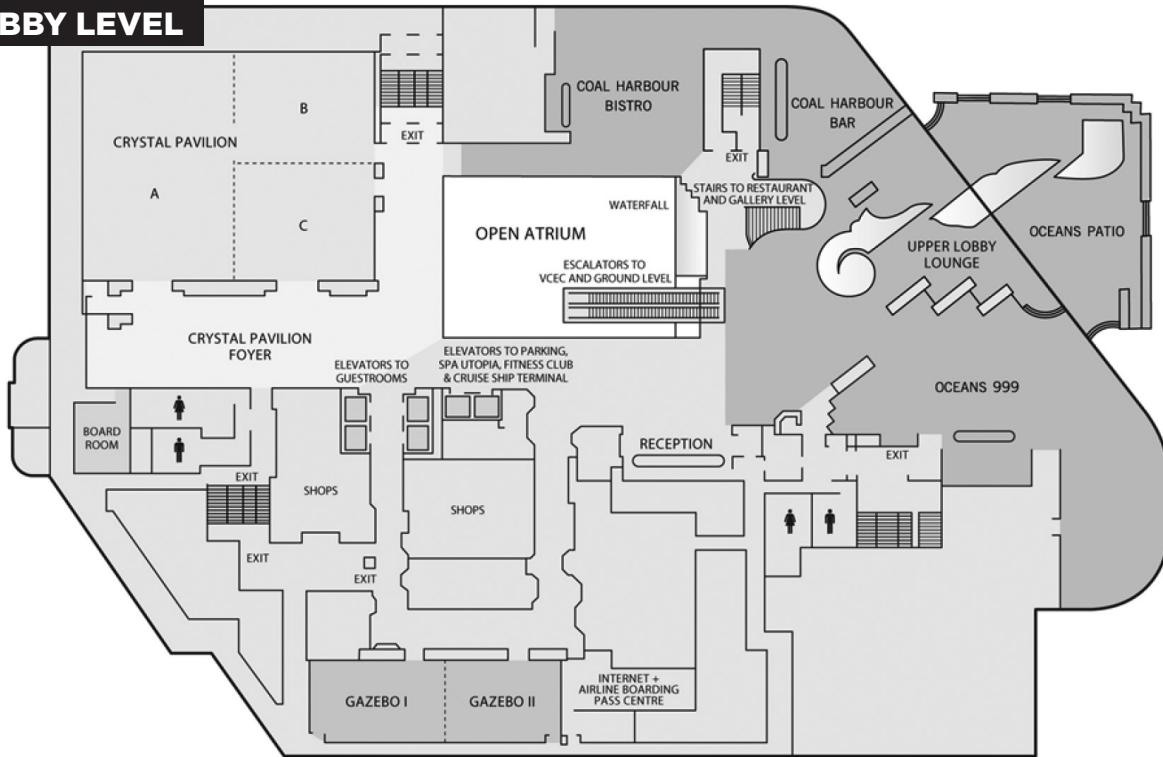 BBY LEVEL
COAL HARBOUR
BISTRO
COAL HARBOUR
BAR
B
CRYSTAL PAVILION
A
C
EXIT
EXIT
STAIRS TO RESTAURANT
AND GALLERY LEVEL
WATERFALL
OPEN ATRIUM
ESCALATORS TO
VCEC AND GROUND LEVEL
UPPER LOBBY
LOUNGE
OCEANS PATIO
CRYSTAL PAVILION
FOYER
ELEVATORS TO
GUESTROOMS
ELEVATORS TO PARKING,
SPA UTOPIA, FITNESS CLUB
& CRUISE SHIP TERMINAL
OCEANS 999
BOARD
ROOM
RECEPTION
EXIT
EXIT
SHOPS
SHOPS
EXIT
EXIT
GAZEBO I
GAZEBO II
INTERNET +
AIRLINE BOARDING
PASS CENTRE